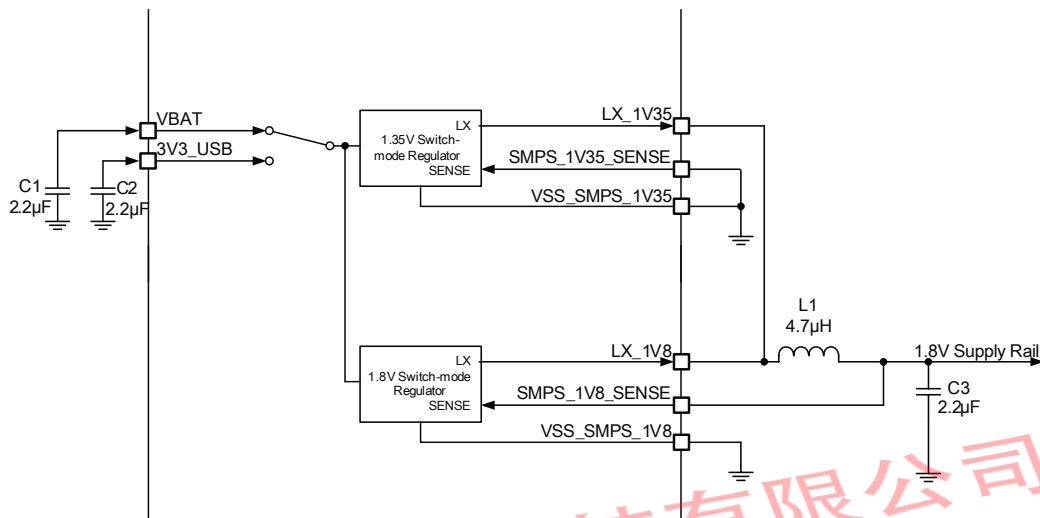 VBAT
3V3_USB
C1
2.2µF
C2
2.2µF
LX
1.35V Switch-
mode Regulator
SENSE
LX_1V35
SMPS_1V35_SENSE
VSS_SMPS_1V35
LX
1.8V Switch-mode
Regulator
SENSE
LX_1V8
SMPS_1V8_SENSE
VSS_SMPS_1V8
L1
4.7µH
1.8V Supply Rail
C3
2.2µF
有限公司